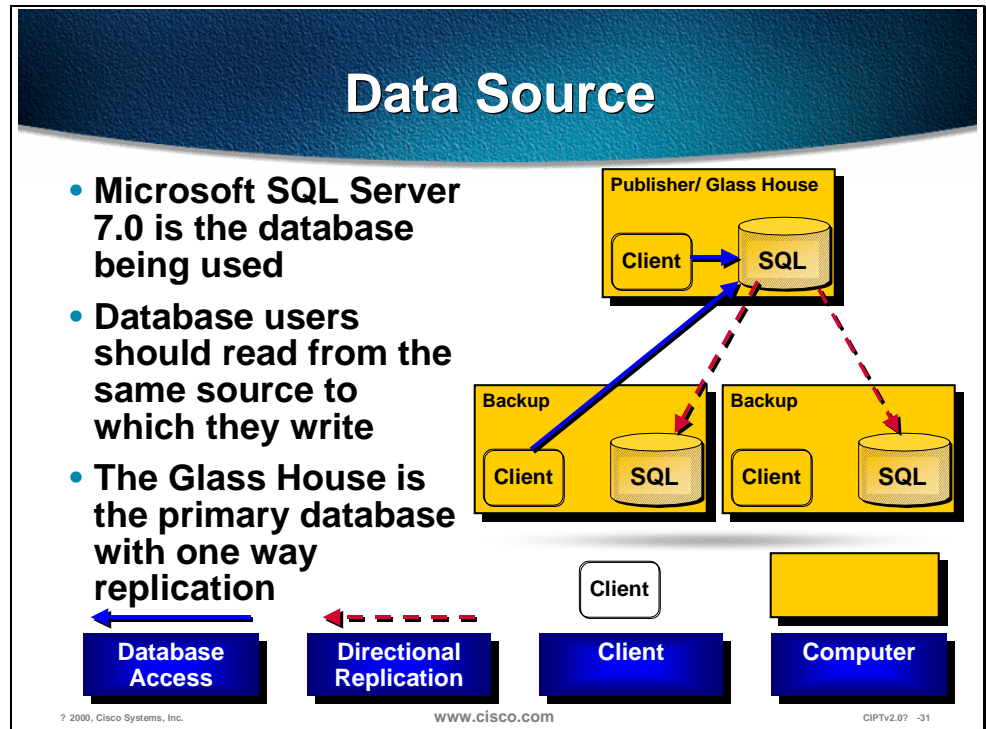 Data Source
• Microsoft SQL Server
7.0 is the database
being used
• Database users
should read from the
same source to
which they write
• The Glass House is
the primary database
with one way
replication
Publisher/ Glass House
Client
SQL
Backup
Client
SQL
Backup
Client
SQL
Client
Database
Access
Directional
Replication
Client
Computer
? 2000, Cisco Systems, Inc.
www.cisco.com
CIPTv2.0? -31